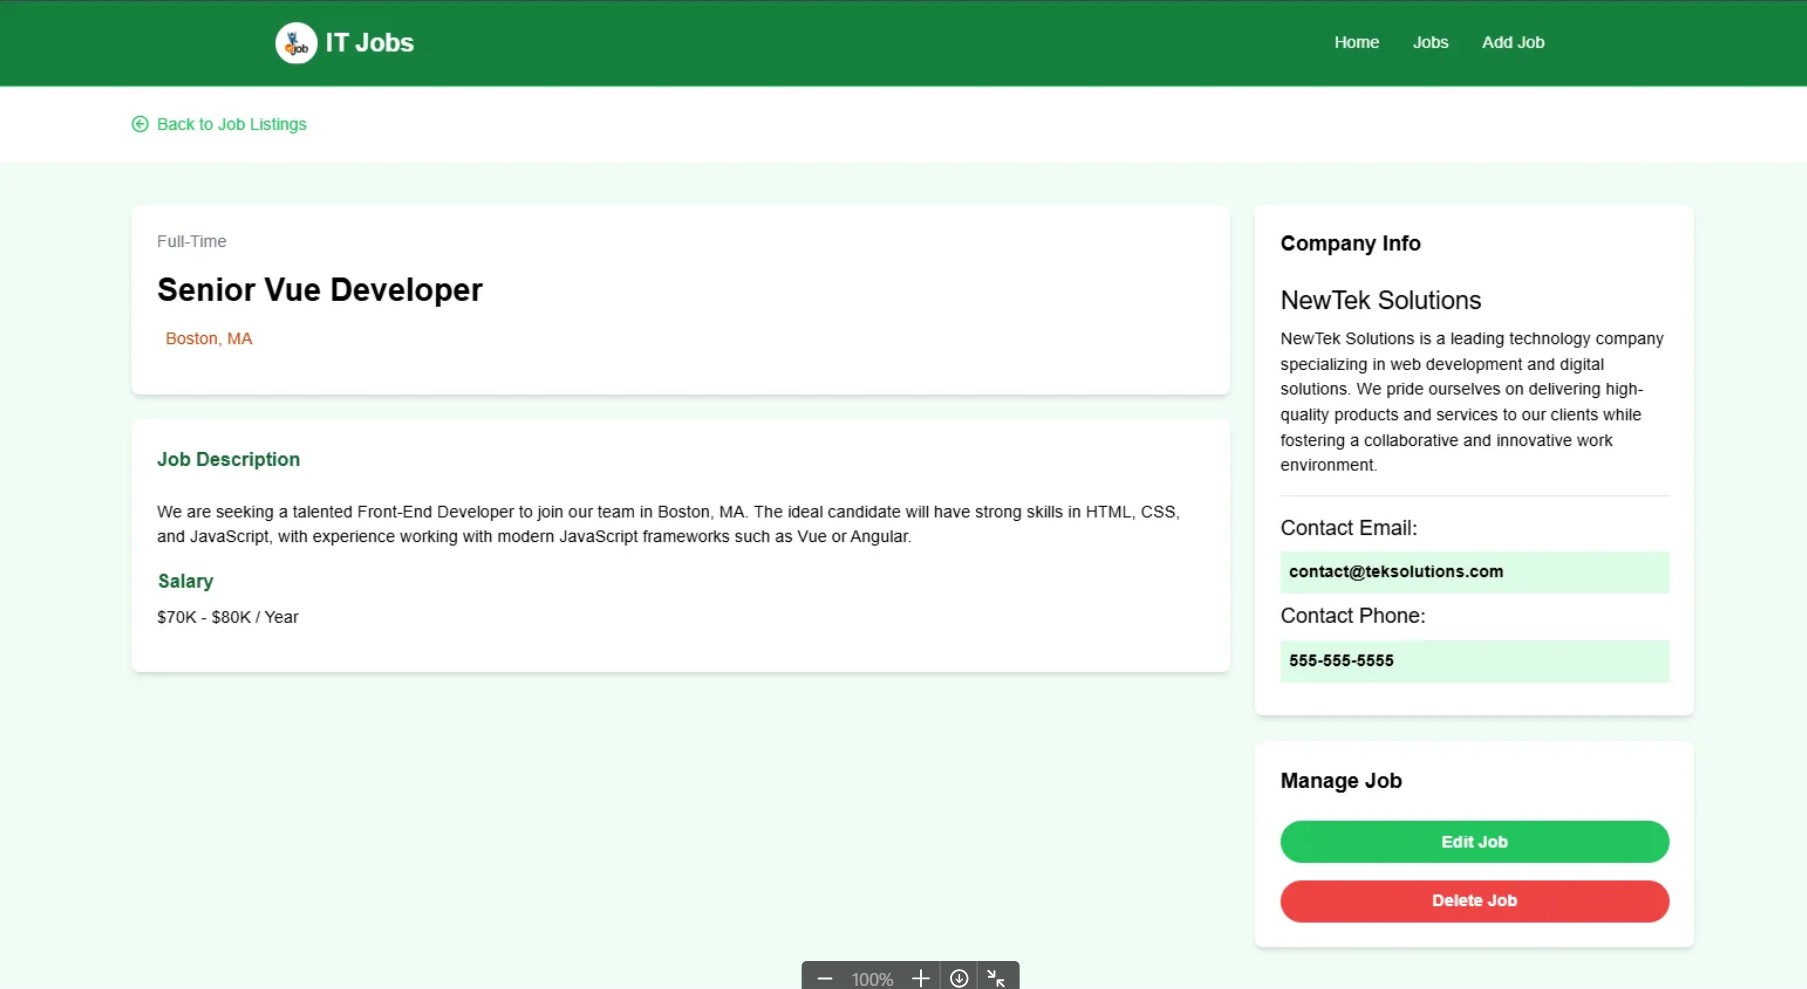 job
IT Jobs
Home
Jobs
Add Job
Back to Job Listings
Full-Time
Senior Vue Developer
Boston, MA
Job Description
We are seeking a talented Front-End Developer to join our team in Boston, MA. The ideal candidate will have strong skills in HTML, CSS,
and JavaScript, with experience working with modern JavaScript frameworks such as Vue or Angular.
Salary
$70K - $80K / Year
Company Info
NewTek Solutions
NewTek Solutions is a leading technology company
specializing in web development and digital
solutions. We pride ourselves on delivering high-
quality products and services to our clients while
fostering a collaborative and innovative work
environment.
Contact Email:
contact@teksolutions.com
Contact Phone:
555-555-5555
Manage Job
Edit Job
Delete Job
100%